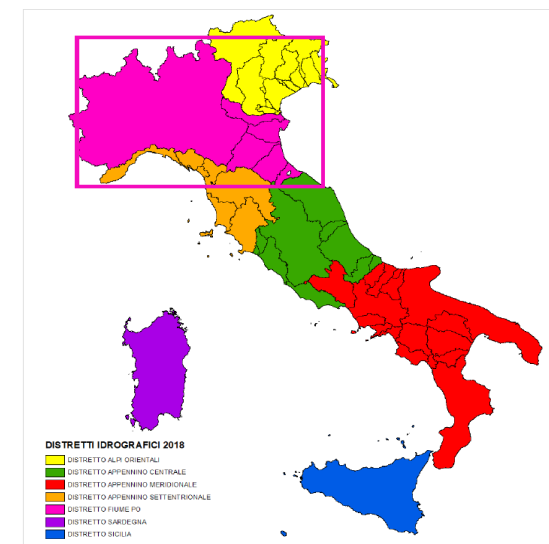 DISTRETTI IDROGRAFICI 2018
DISTRETTO ALPI ORIENTALI
DISTRETTO APPENNINO CENTRALE
DISTRETTO APPENNINO MERIDIONALE
DISTRETTO APPENNINO SETTENTRIONALE
DISTRETTO FIUME PO
DISTRETTO SARDEGNA
DISTRETTO SICILIA